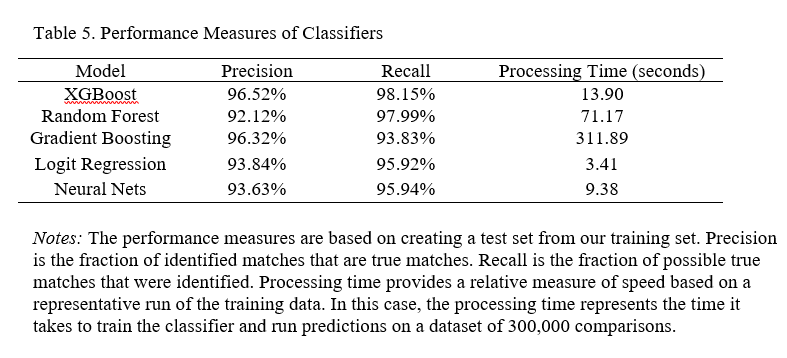 Table 5. Performance Measures of Classifiers
Model Precision Recall Processing Time (seconds)
XGBoost 96.52% 98.15% 13.90
Random Forest 92.12% 97.99% 71.17
Gradient Boosting 96.32% 93.83% 311.89
Logit Regression 93.84% 95.92% 3.41
Neural Nets 93.63% 95.94% 9.38
Notes: The performance measures are based on creating a test set from our training set. Precision
is the fraction of identified matches that are true matches. Recall is the fraction of possible true
matches that were identified. Processing time provides a relative measure of speed based on a
representative run of the training data. In this case, the processing time represents the time it
takes to train the classifier and run predictions on a dataset of 300,000 comparisons.